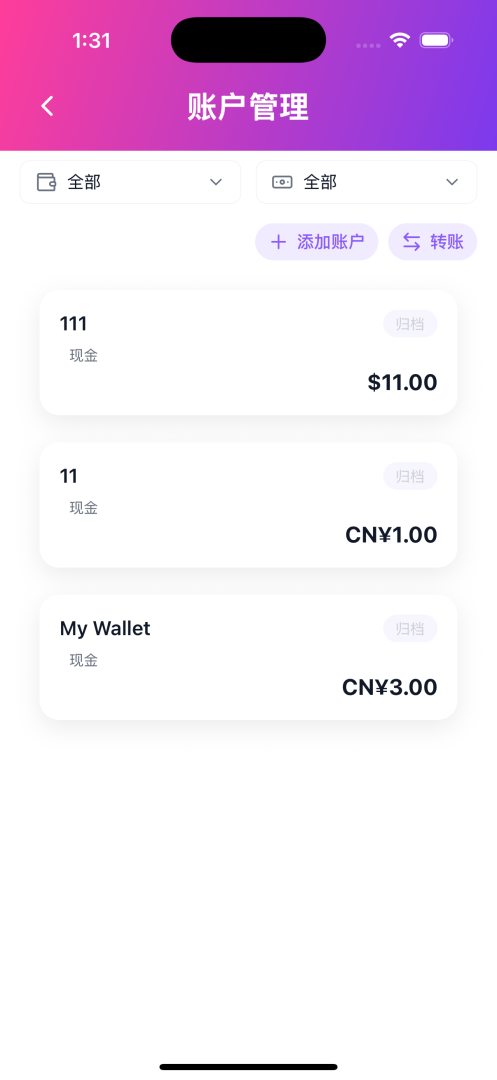 1:31
账户管理
全部
全部
添加账户
转账
111
归档
现金
$11.00
11
归档
现金
CN¥1.00
My Wallet
归档
现金
CN¥3.00